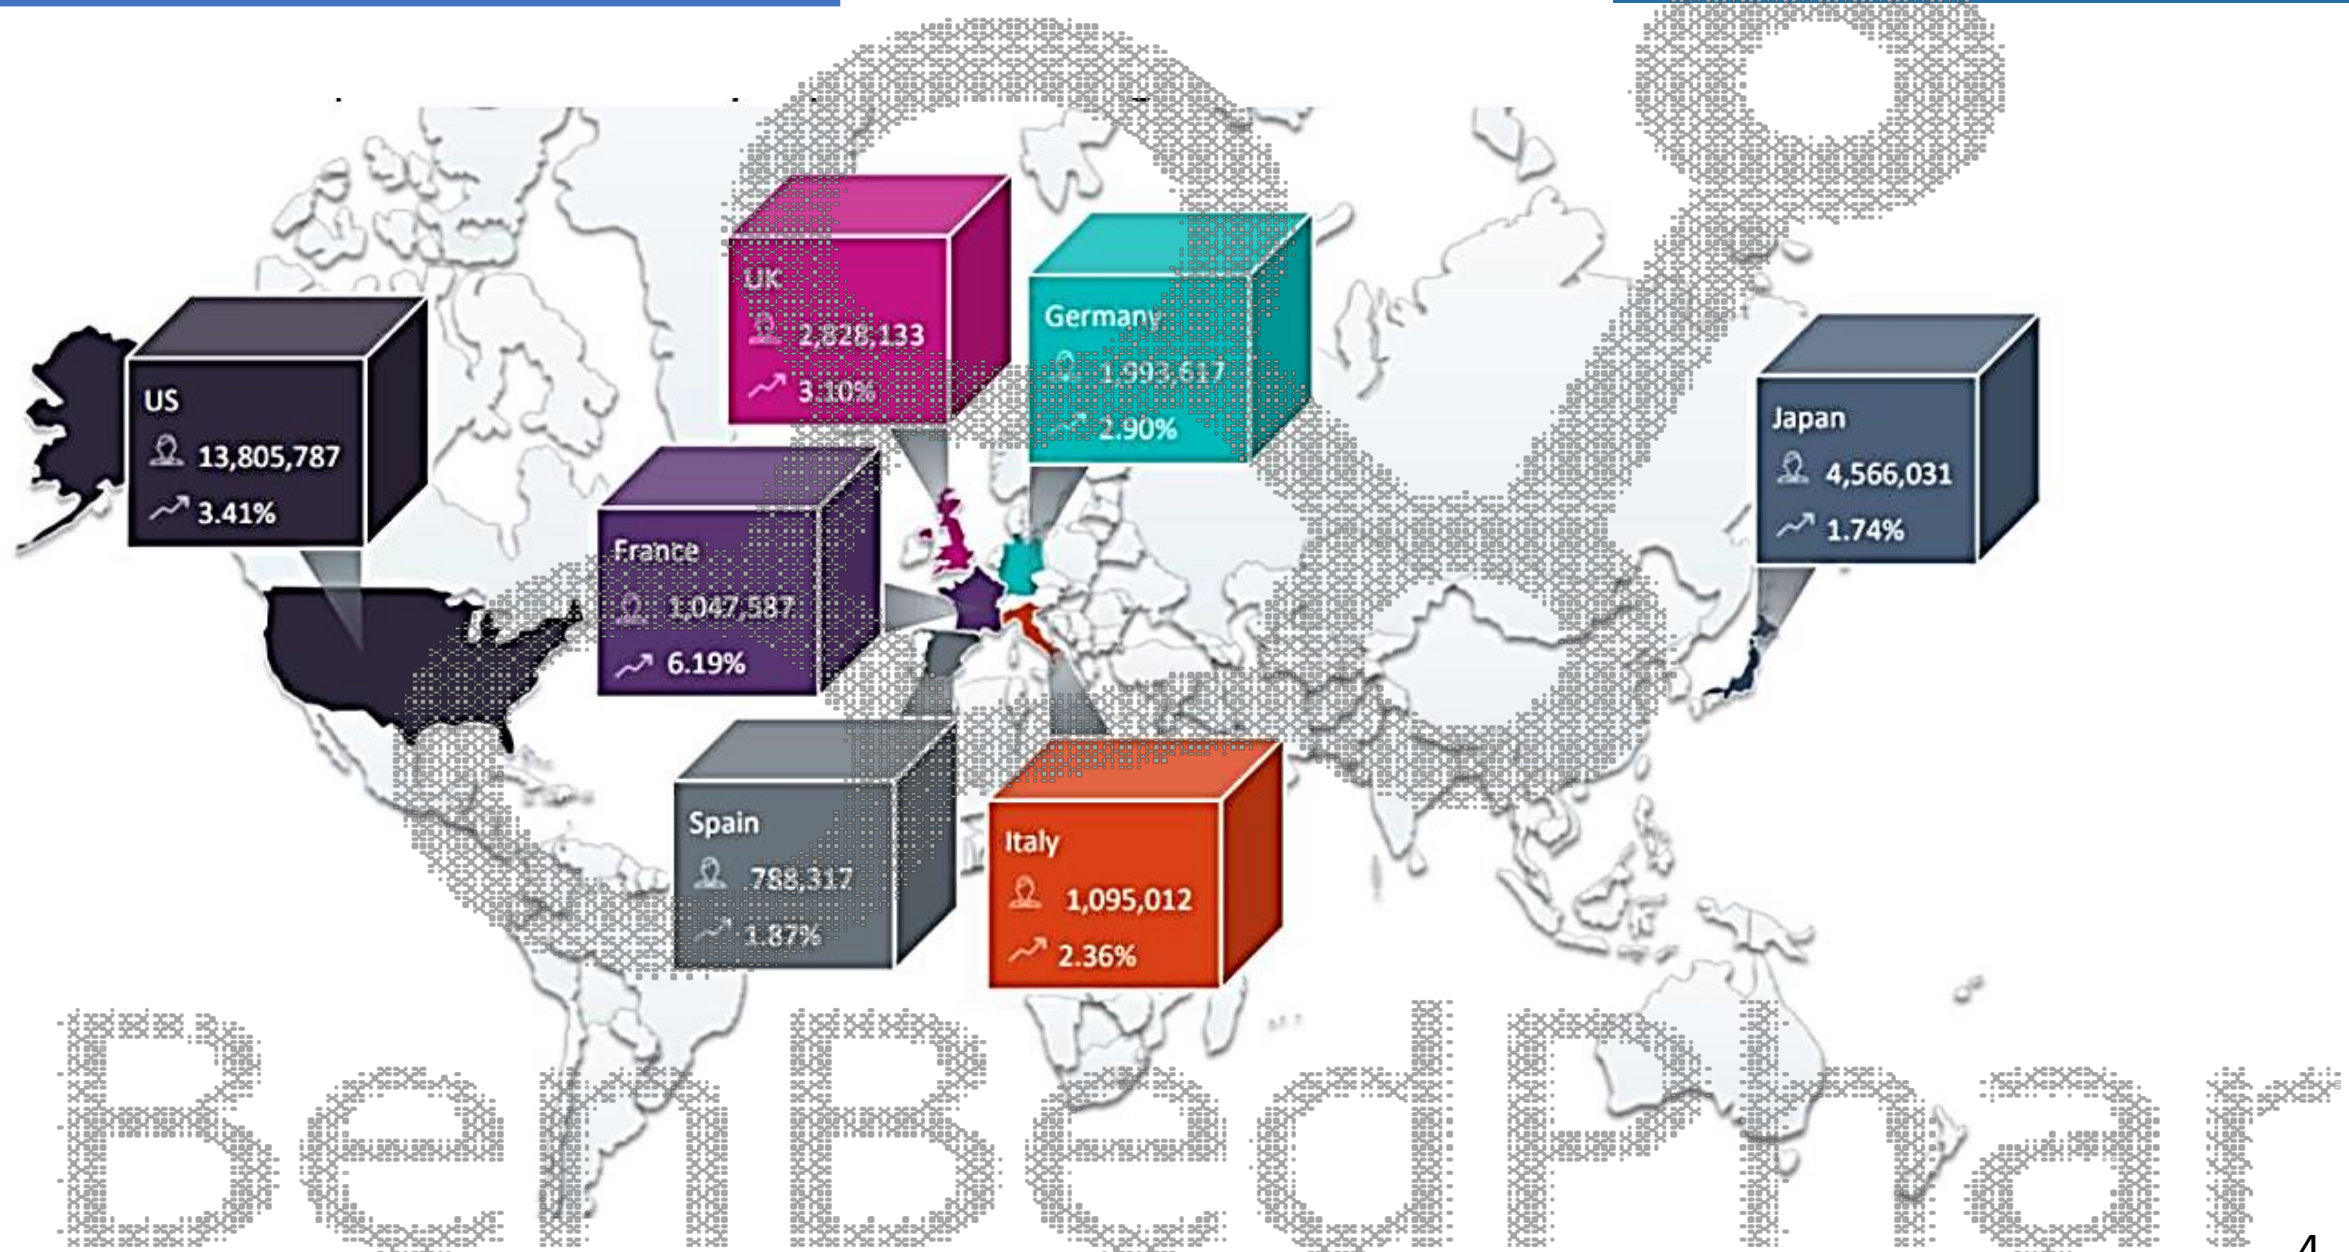 US
13,805,787
3.41%
UK
2,828,133
3.10%
Germany
1,993,617
2.90%
France
1,047,587
6.19%
Spain
788,317
1.87%
Italy
1,095,012
2.36%
Japan
4,566,031
1.74%
BemBedPhar
4